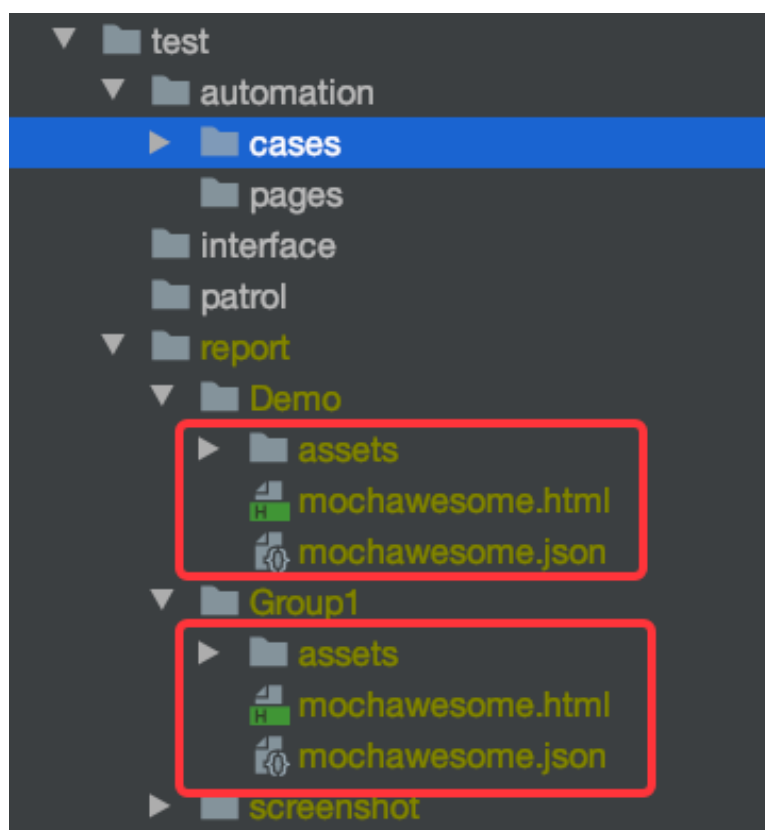 test
automation
cases
pages
interface
patrol
report
Demo
assets
mochawesome.html
mochawesome.json
Group1
assets
mochawesome.html
mochawesome.json
screenshot